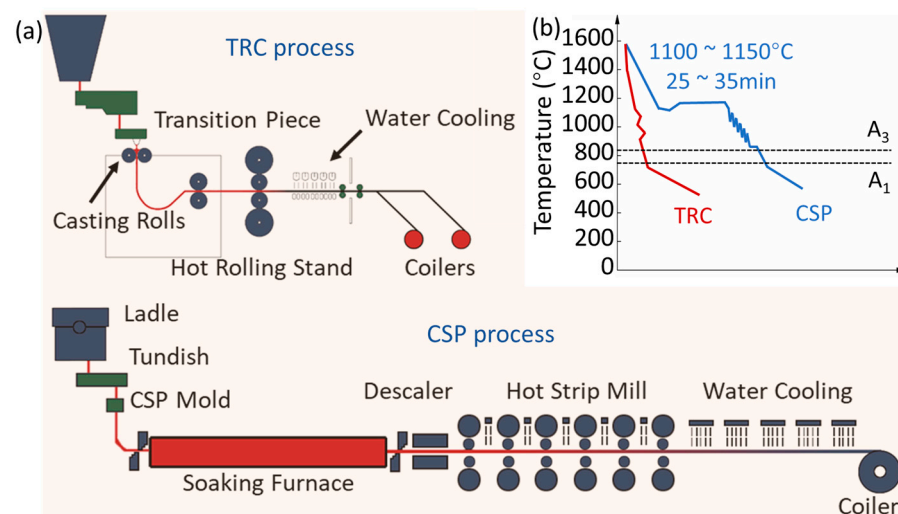 (a)
TRC process
Transition Piece
Water Cooling
Casting Rolls
Hot Rolling Stand
Coilers
(b)
1100 ~ 1150°C
25 ~ 35min
Temperature (°C)
1600
1400
1200
1000
800
600
400
200
0
A3
A1
TRC
CSP
Ladle
CSP process
Tundish
CSP Mold
Descaler
Hot Strip Mill
Water Cooling
Soaking Furnace
Coiler